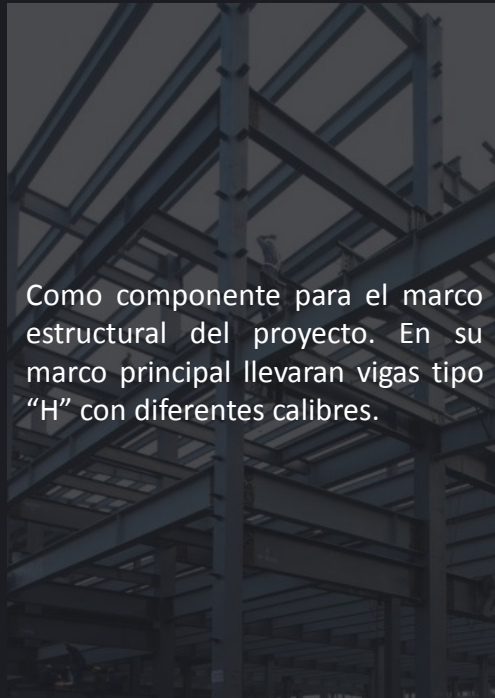 Como componente para el marco
estructural del proyecto. En su
marco principal llevaran vigas tipo
“H” con diferentes calibres.